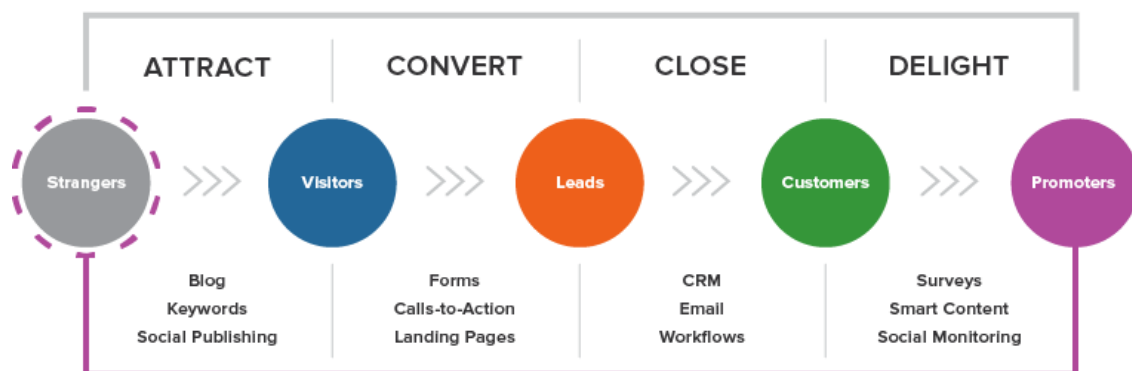 ATTRACT
CONVERT
CLOSE
DELIGHT
Strangers
Visitors
Leads
Customers
Promoters
Blog
Keywords
Social Publishing
Forms
Calls-to-Action
Landing Pages
CRM
Email
Workflows
Surveys
Smart Content
Social Monitoring